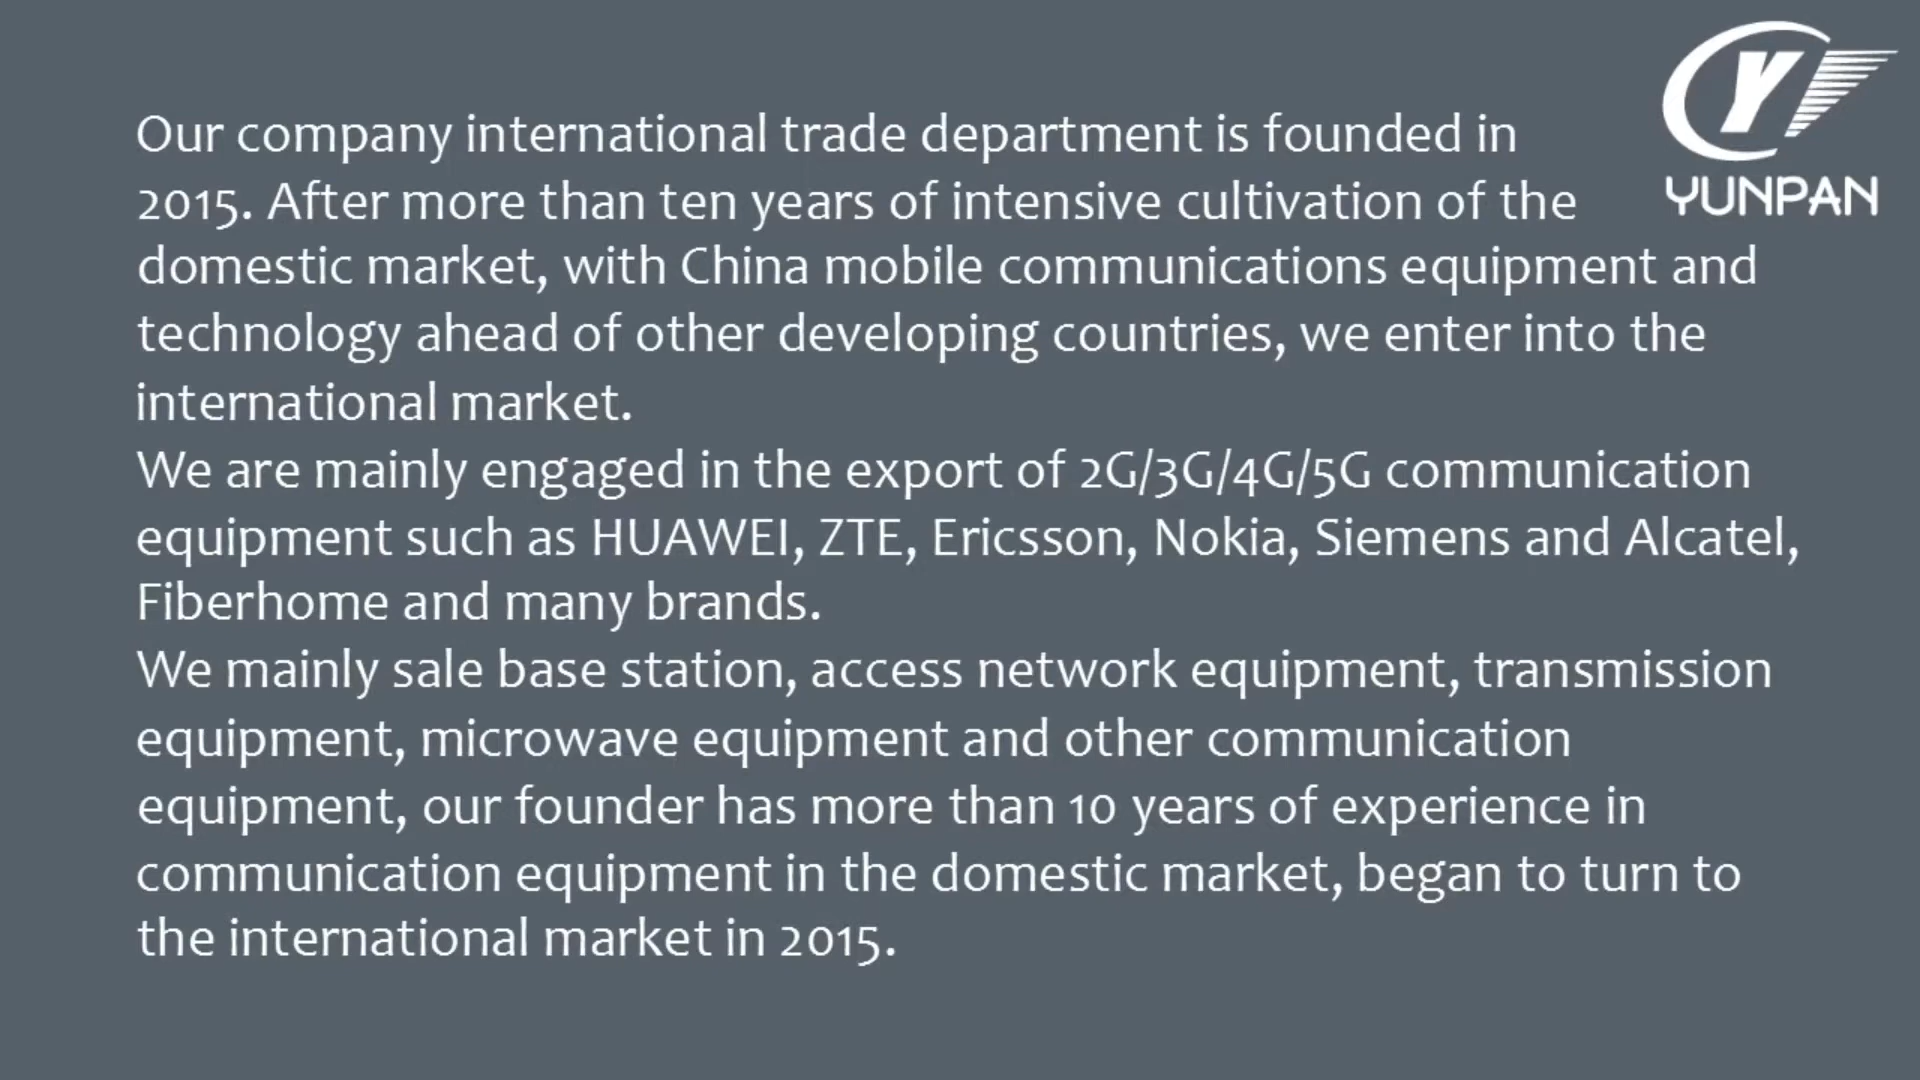 YUNPAN
Our company international trade department is founded in
2015. After more than ten years of intensive cultivation of the
domestic market, with China mobile communications equipment and
technology ahead of other developing countries, we enter into the
international market.
We are mainly engaged in the export of 2G/3G/4G/5G communication
equipment such as HUAWEI, ZTE, Ericsson, Nokia, Siemens and Alcatel,
Fiberhome and many brands.
We mainly sale base station, access network equipment, transmission
equipment, microwave equipment and other communication
equipment, our founder has more than 10 years of experience in
communication equipment in the domestic market, began to turn to
the international market in 2015.